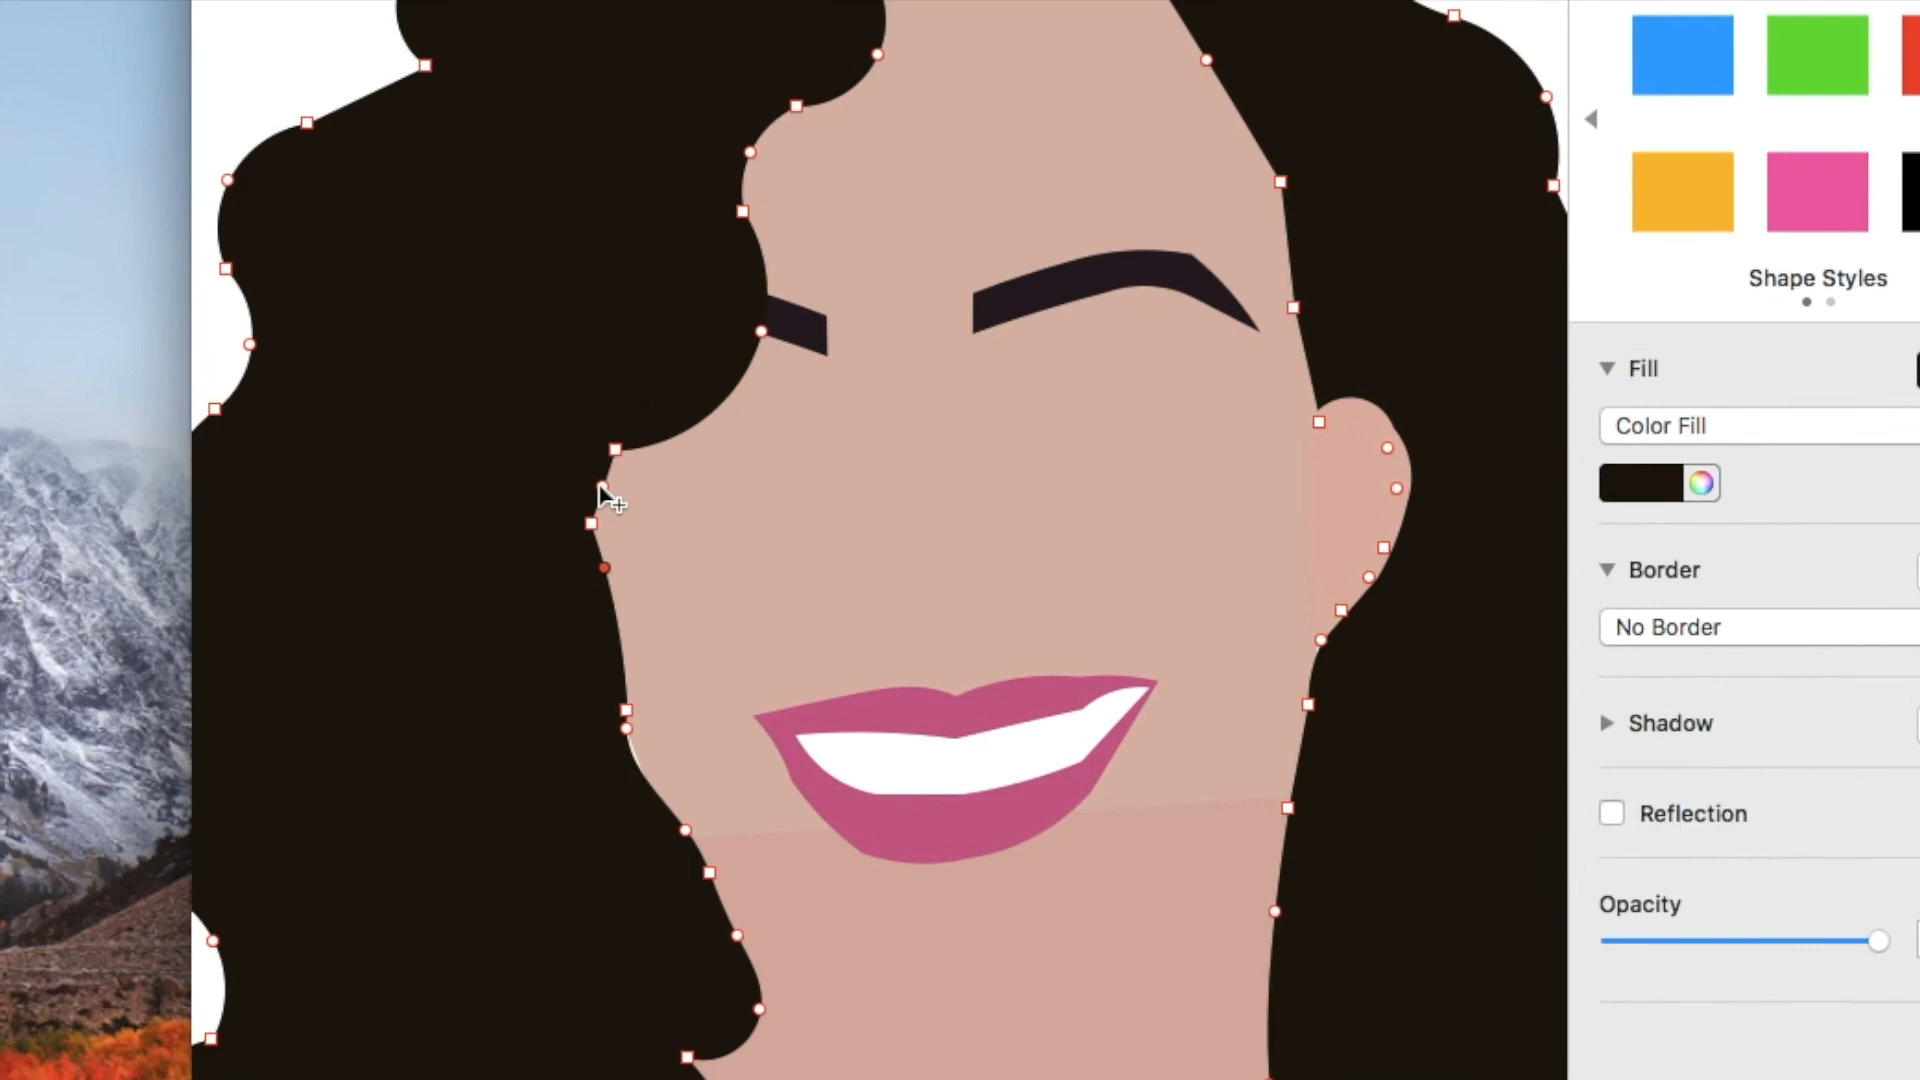 Shape Styles
Fill
Color Fill
Border
No Border
Shadow
Reflection
Opacity